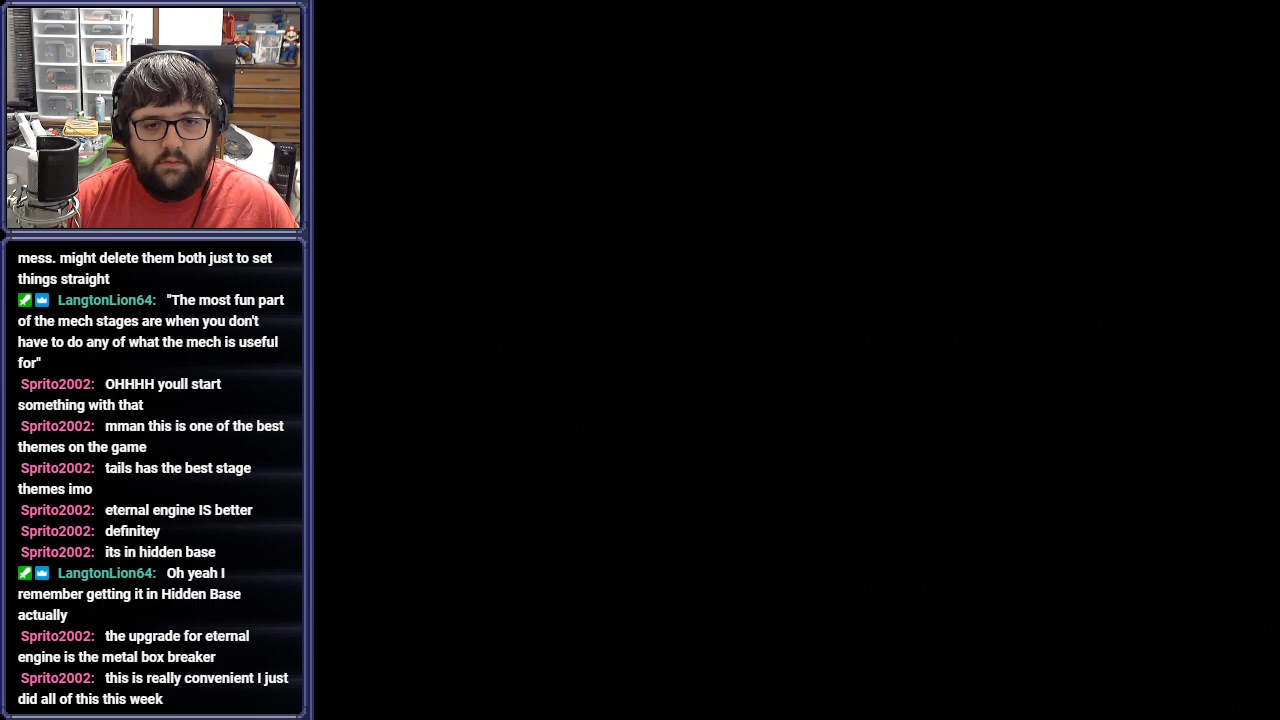 mess. might delete them both just to set
things straight
LangtonLion64: "The most fun part
of the mech stages are when you don't
have to do any of what the mech is useful
for"
Sprito2002: OHHHH youll start
something with that
Sprito2002: mman this is one of the best
themes on the game
Sprito2002: tails has the best stage
themes imo
Sprito2002: eternal engine IS better
Sprito2002: definitey
Sprito2002: its in hidden base
LangtonLion64: Oh yeah I
remember getting it in Hidden Base
actually
Sprito2002: the upgrade for eternal
engine is the metal box breaker
Sprito2002: this is really convenient I just
did all of this this week